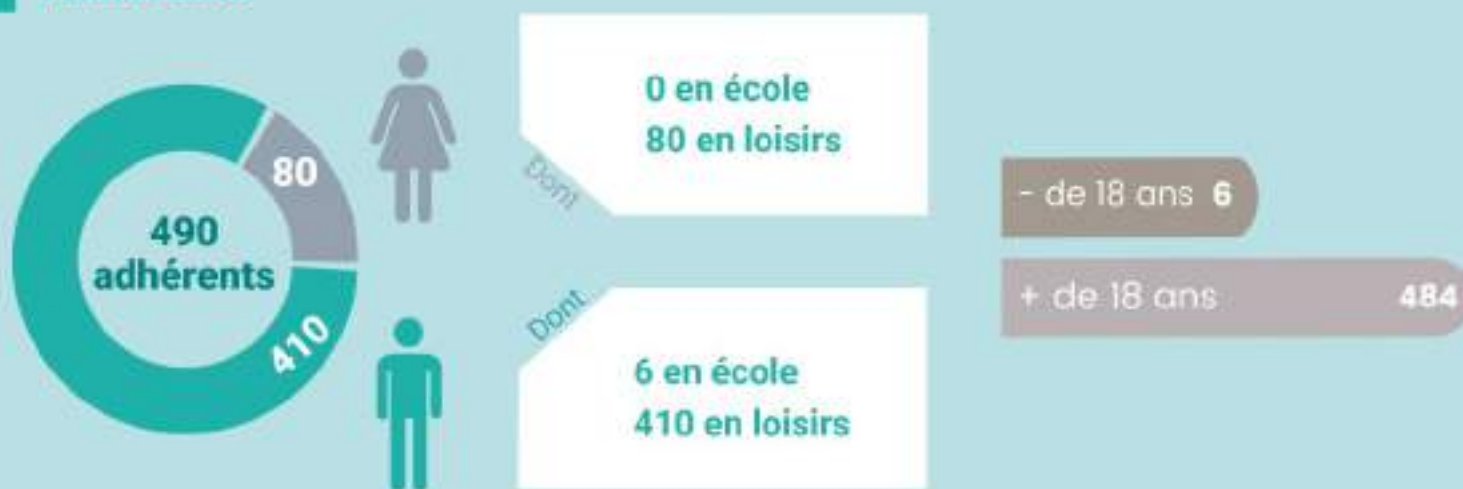 80
490
adhérents
410
Dont
0 en école
80 en loisirs
Dont
6 en école
410 en loisirs
- de 18 ans 6
+ de 18 ans 484